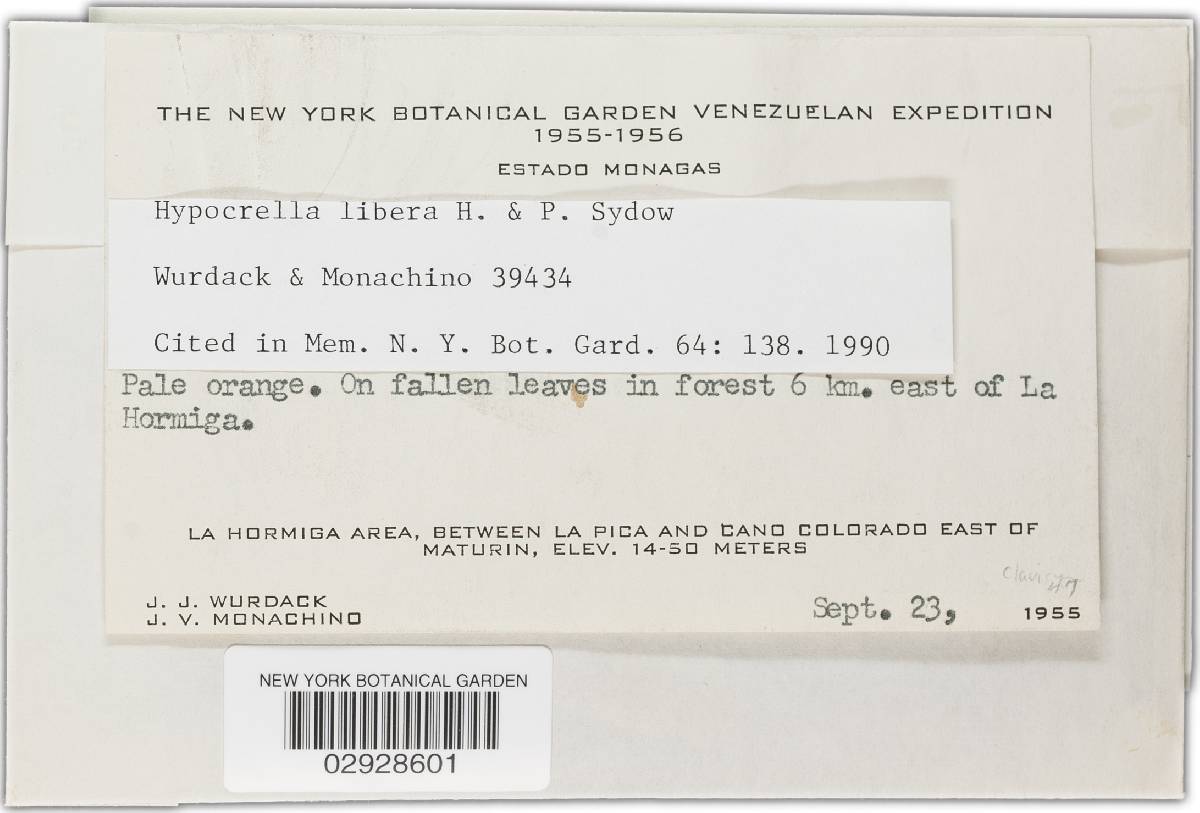 THE NEW YORK BOTANICAL GARDEN VENEZUELAN EXPEDITION
1955-1956
ESTADO MONAGAS
Hypocrella libera H. & P. Sydow
Wurdack & Monachino 39434
Cited in Mem. N. Y. Bot. Gard. 64: 138. 1990
Pale orange. On fallen leaves in forest 6 km. east of La
Hormiga.
LA HORMIGA AREA, BETWEEN LA PICA AND CANO COLORADO EAST OF
MATURIN, ELEV. 14-50 METERS
J. J. WURDACK
J. V. MONACHINO
Sept. 23, 1955
NEW YORK BOTANICAL GARDEN
02928601